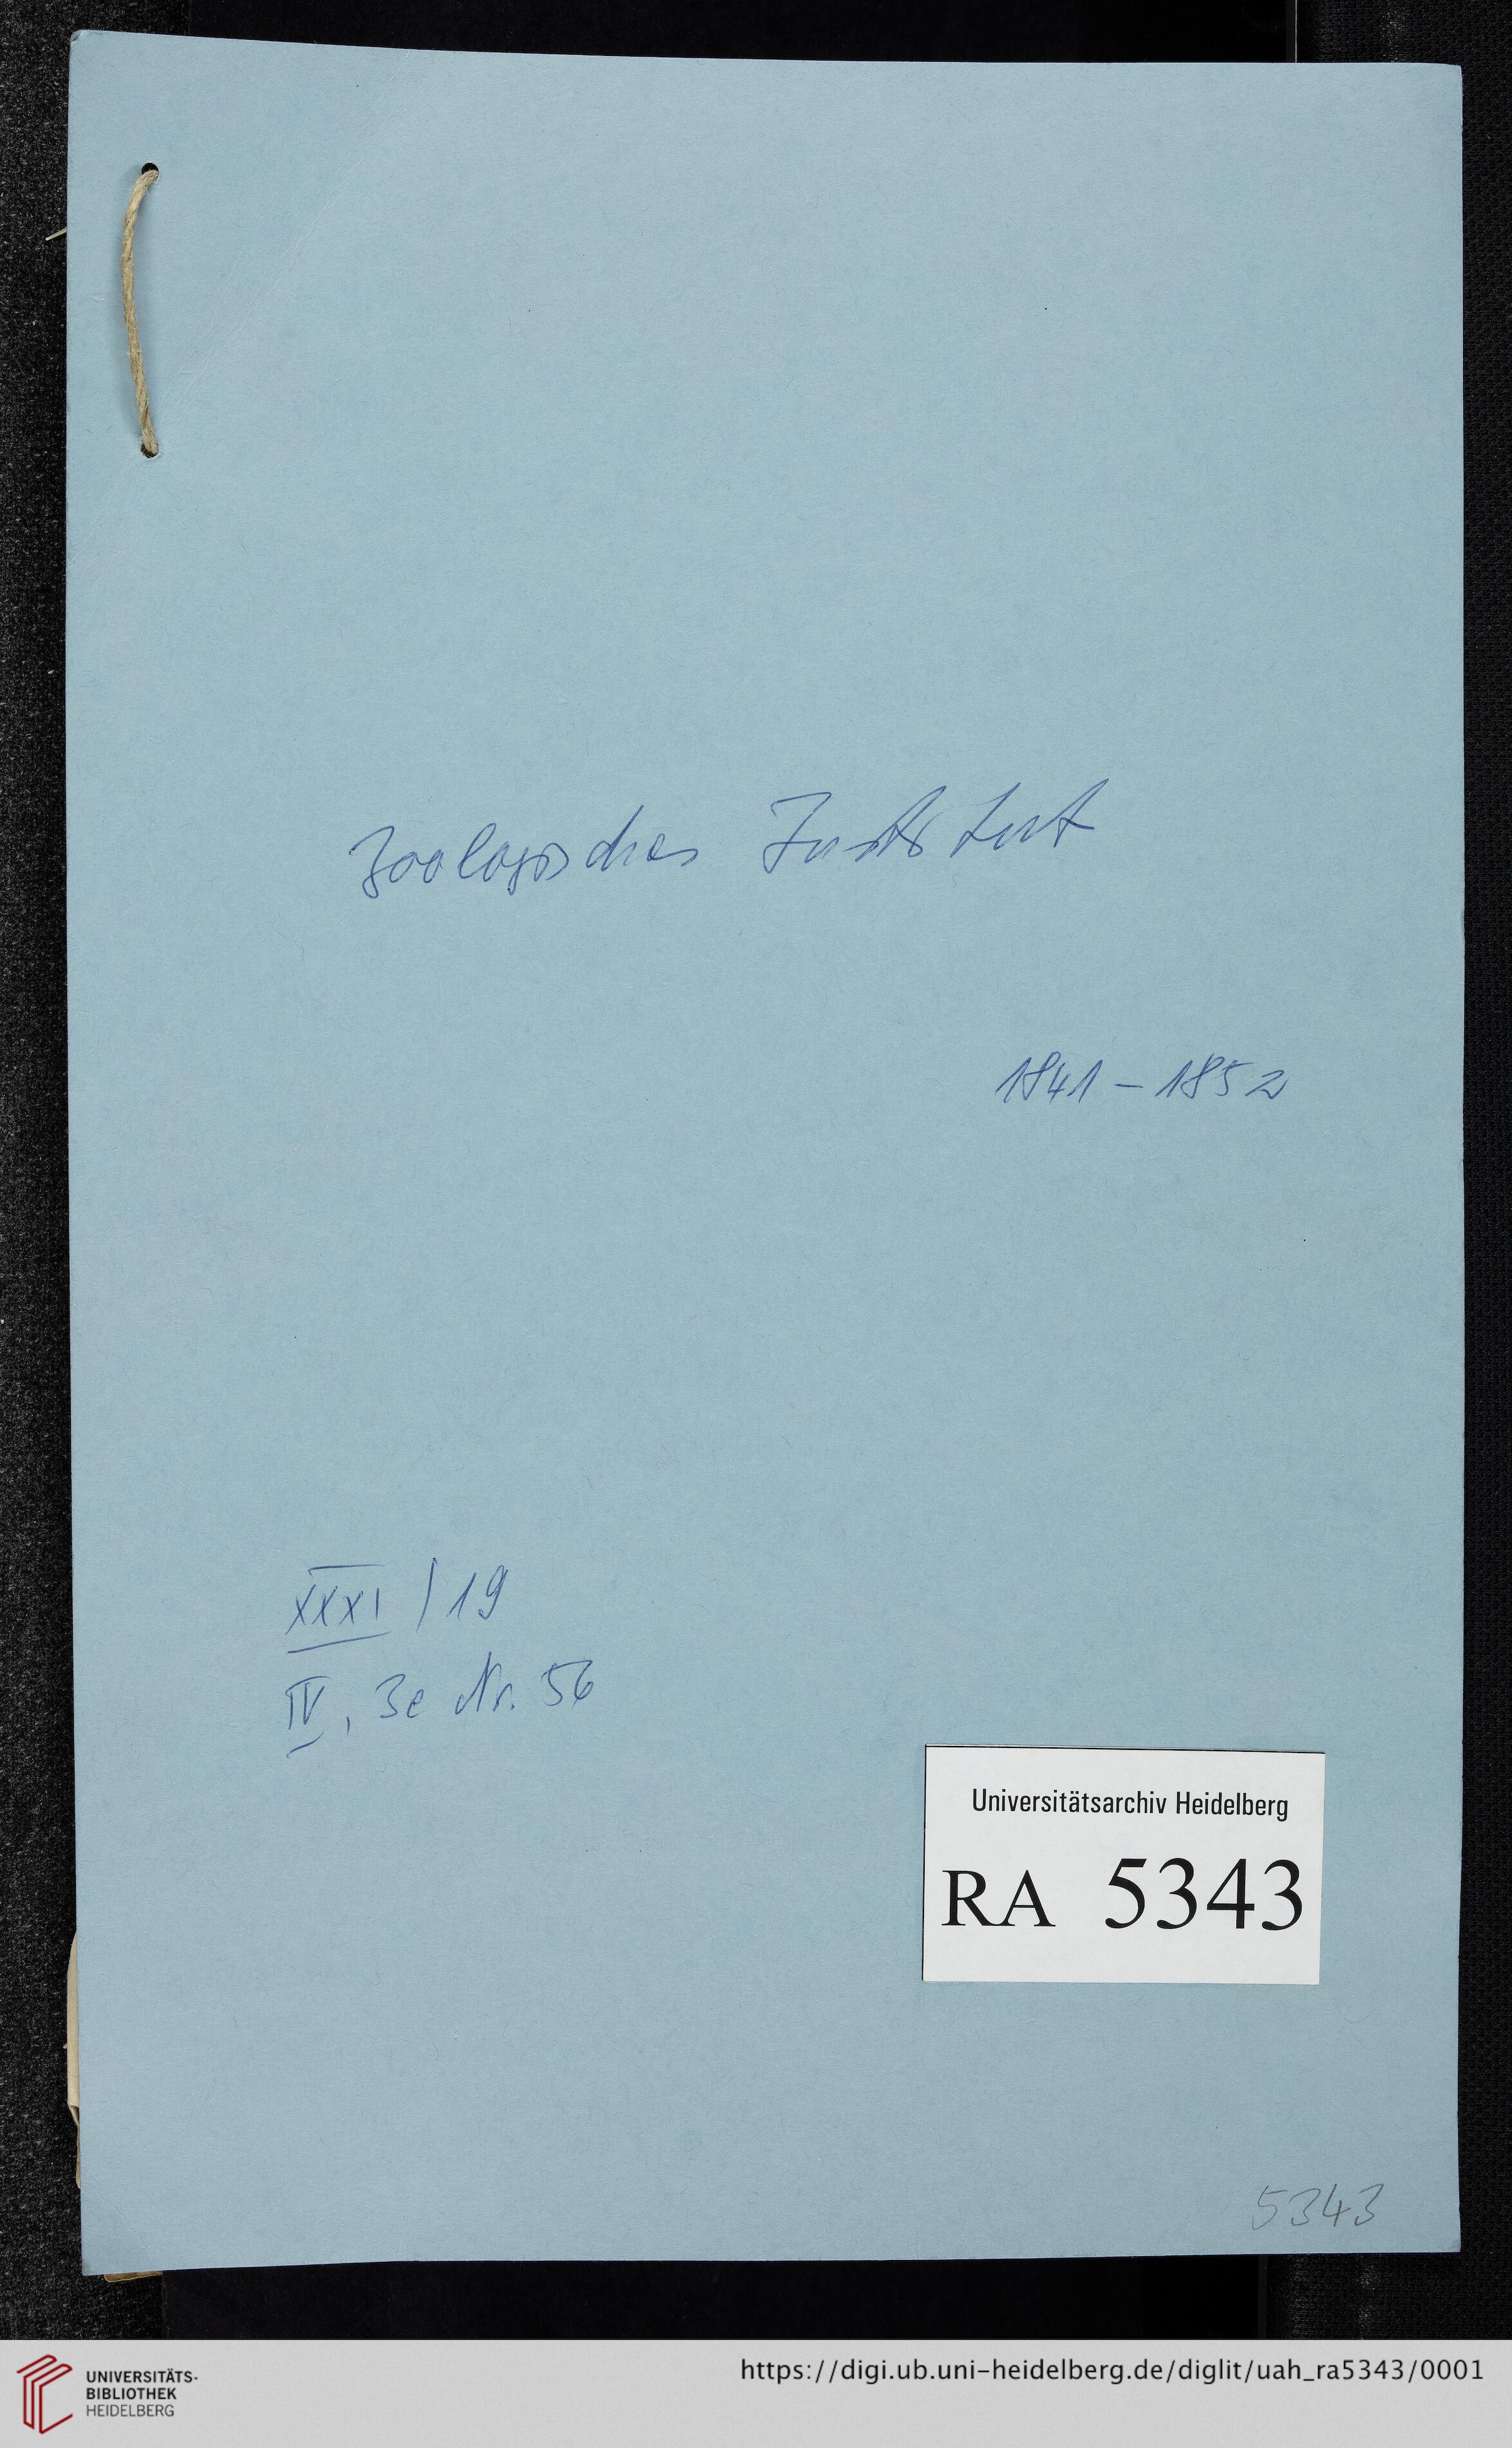 Zoologisches Institut
1841 – 1852
XXXI / 19
IV, 3e Nr. 56
Universitätsarchiv Heidelberg
RA 5343
5343
UNIVERSITÄTS-
BIBLIOTHEK
HEIDELBERG
https://digi.ub.uni-heidelberg.de/diglit/uah_ra5343/0001